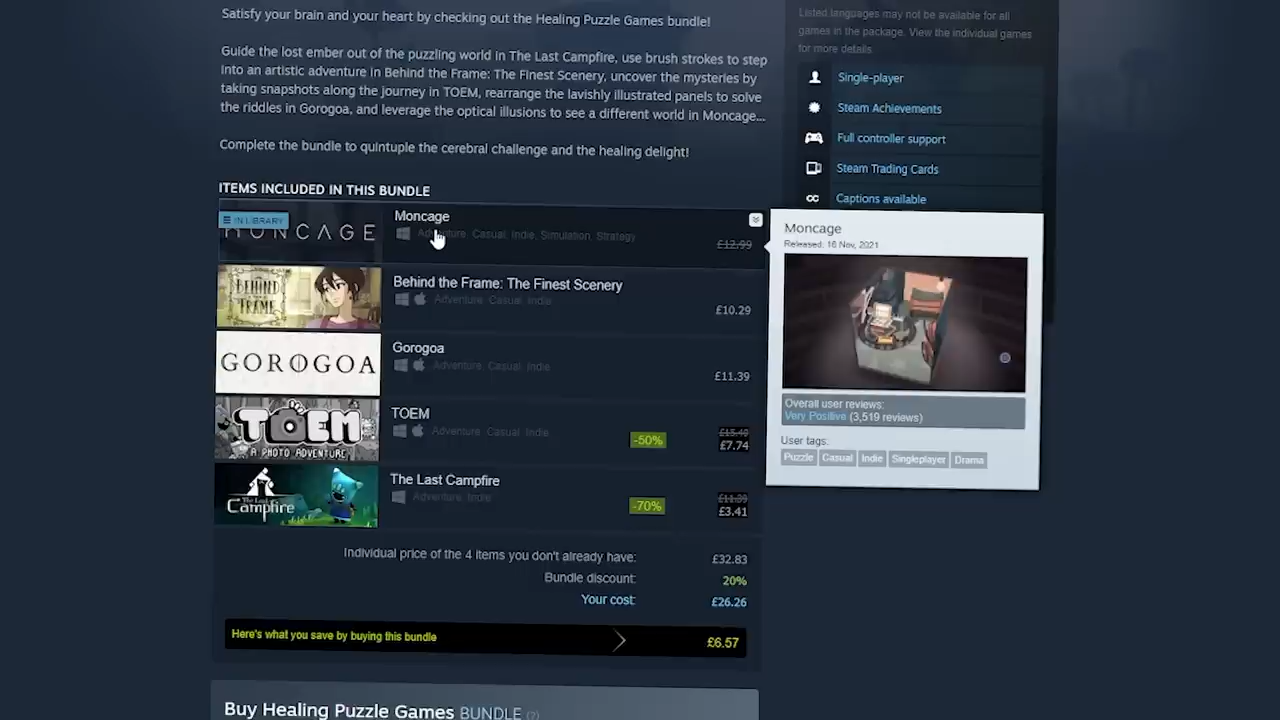 Satisfy your brain and your heart by checking out the Healing Puzzle Games bundle!
Guide the lost ember out of the puzzling world in The Last Campfire, use brush strokes to step
into an artistic adventure in Behind the Frame: The Finest Scenery, uncover the mysteries by
taking snapshots along the journey in TOEM, rearrange the lavishly illustrated panels to solve
the riddles in Gorogoa, and leverage the optical illusions to see a different world in Moncage...
Complete the bundle to quintuple the cerebral challenge and the healing delight!
ITEMS INCLUDED IN THIS BUNDLE
IN LIBRARY
MONCAGE
Moncage
Adventure, Casual, Indie, Simulation, Strategy
£12.99
BEHIND THE FRAME
Behind the Frame: The Finest Scenery
Adventure, Casual, Indie
£10.29
GOROGOA
Gorogoa
Adventure, Casual, Indie
£11.39
TOEM
A PHOTO ADVENTURE
TOEM
Adventure, Casual, Indie
-50%
£15.49
£7.74
The Last Campfire
The Last Campfire
Adventure, Indie
-70%
£11.39
£3.41
Individual price of the 4 items you don't already have:
£32.83
Bundle discount:
20%
Your cost:
£26.26
Here's what you save by buying this bundle
£6.57
Buy Healing Puzzle Games BUNDLE (?)
Listed languages may not be available for all
games in the package. View the individual games
for more details.
Single-player
Steam Achievements
Full controller support
Steam Trading Cards
CC
Captions available
Moncage
Released: 16 Nov, 2021
Overall user reviews:
Very Positive (3,519 reviews)
User tags:
Puzzle Casual Indie Singleplayer Drama